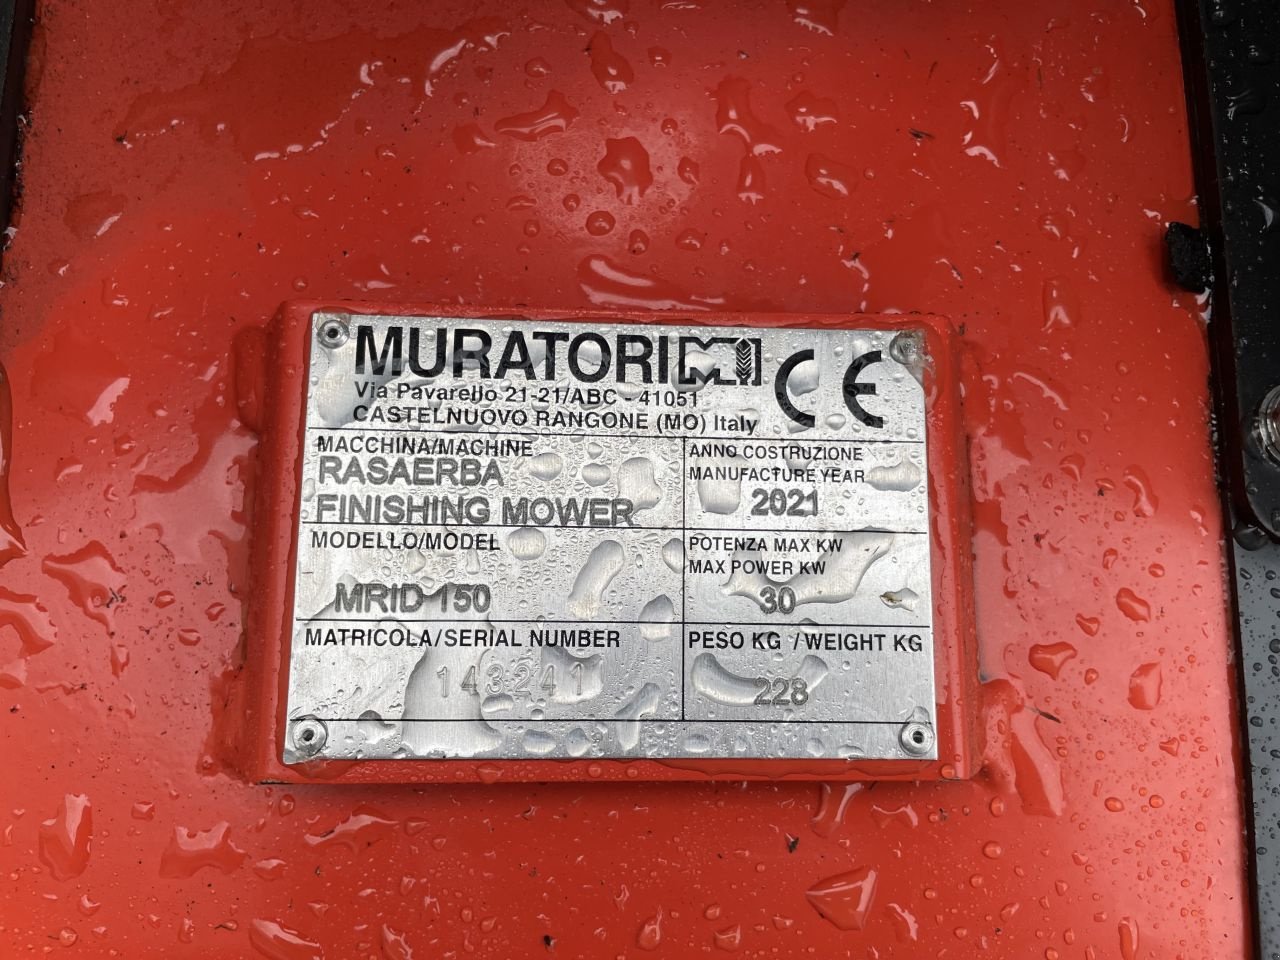 MURATORI M
CE
Via Pavarello 21-21/ABC - 41051
CASTELNUOVO RANGONE (MO) Italy
MACCHINA/MACHINE
RASAERBA
FINISHING MOWER
ANNO COSTRUZIONE
MANUFACTURE YEAR
2021
MODELLO/MODEL
MRID 150
POTENZA MAX KW
MAX POWER KW
30
MATRICOLA/SERIAL NUMBER
143241
PESO KG / WEIGHT KG
228